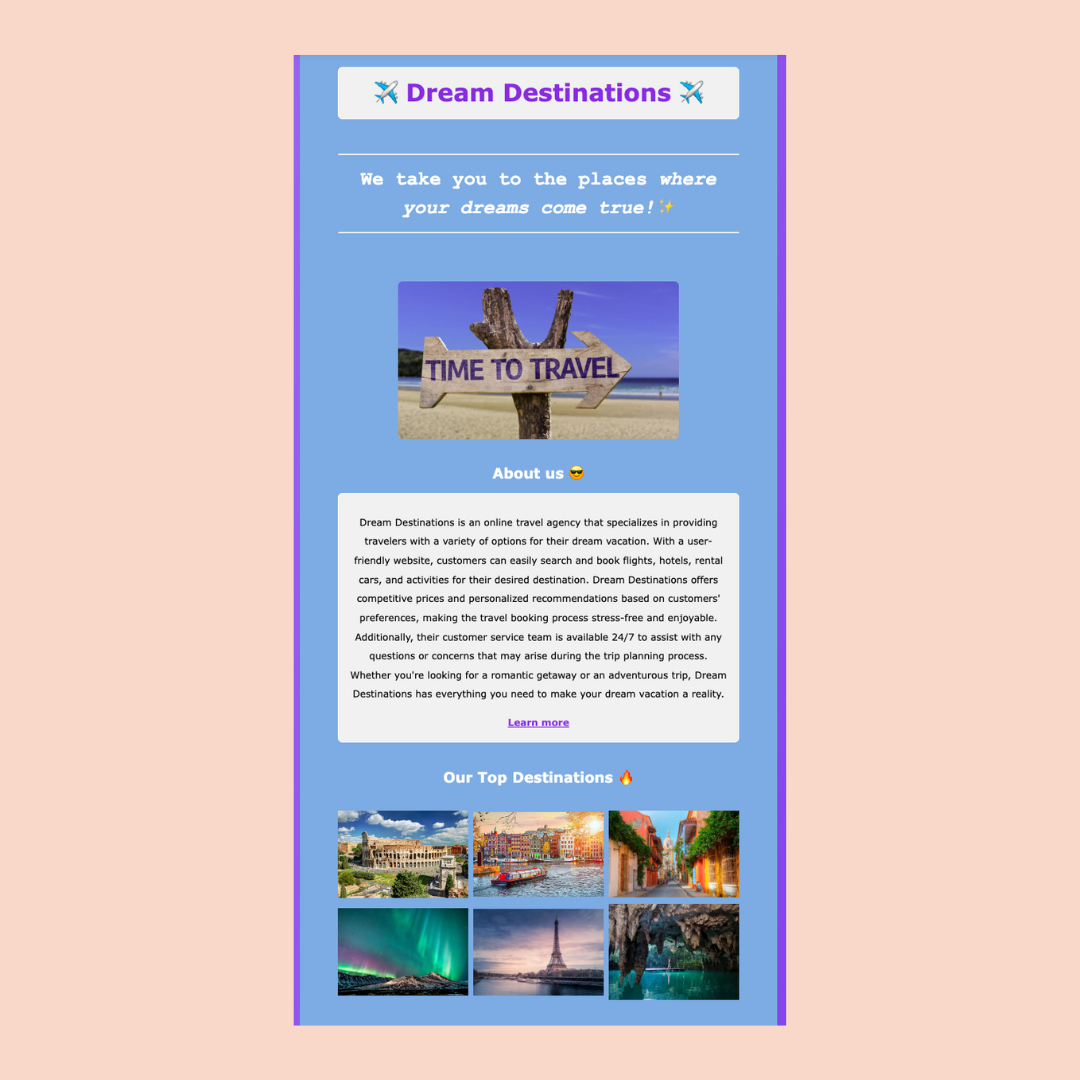 ✈️ Dream Destinations ✈️
We take you to the places where
your dreams come true!✨
TIME TO TRAVEL
About us 😎
Dream Destinations is an online travel agency that specializes in providing
travelers with a variety of options for their dream vacation. With a user-
friendly website, customers can easily search and book flights, hotels, rental
cars, and activities for their desired destination. Dream Destinations offers
competitive prices and personalized recommendations based on customers'
preferences, making the travel booking process stress-free and enjoyable.
Additionally, their customer service team is available 24/7 to assist with any
questions or concerns that may arise during the trip planning process.
Whether you're looking for a romantic getaway or an adventurous trip, Dream
Destinations has everything you need to make your dream vacation a reality.
Learn more
Our Top Destinations 🔥